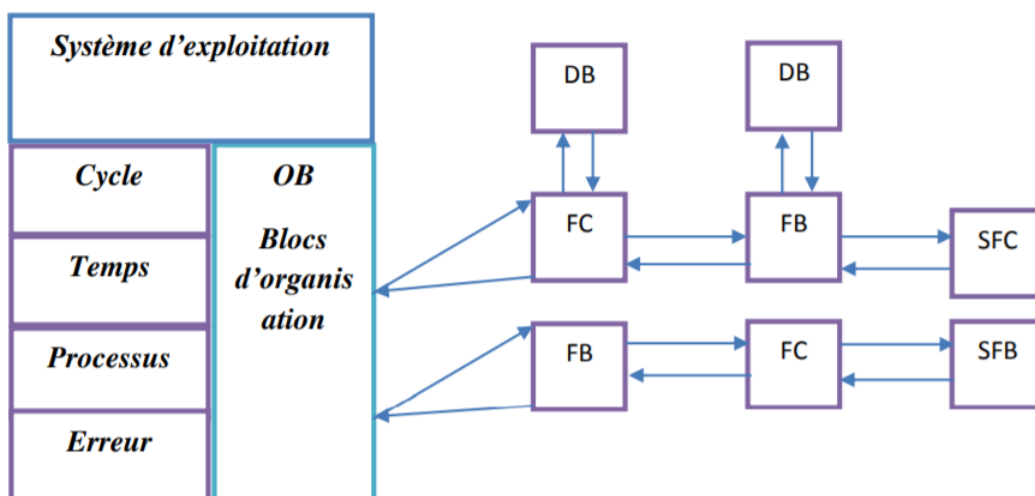 Système d'exploitation
Cycle
Temps
Processus
Erreur
OB
Blocs
d'organis
ation
DB
DB
FC
FB
SFC
FB
FC
SFB